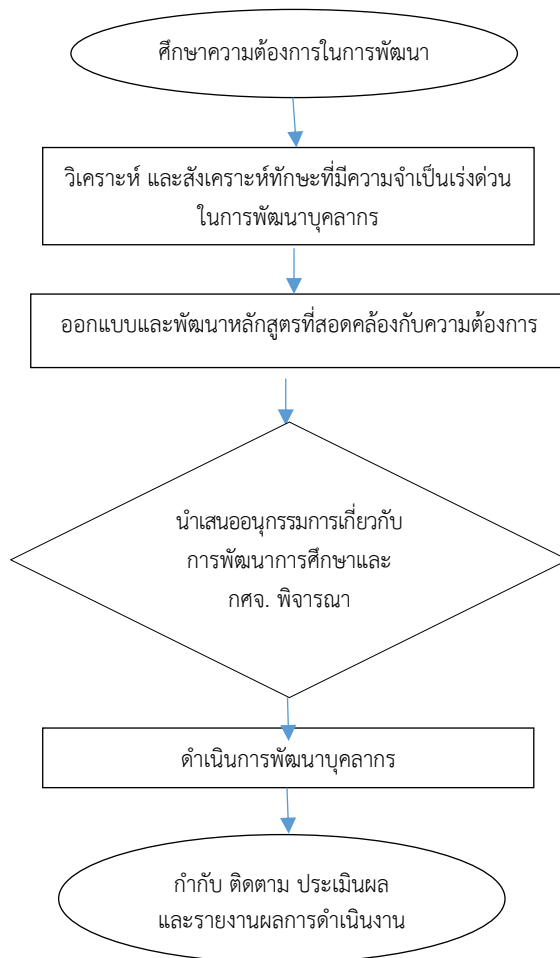 ศึกษาความต้องการในการพัฒนา
วิเคราะห์ และสังเคราะห์ทักษะที่มีความจำเป็นเร่งด่วน
ในการพัฒนาบุคลากร
ออกแบบและพัฒนาหลักสูตรที่สอดคล้องกับความต้องการ
นำเสนออนุกรรมการเกี่ยวกับ
การพัฒนาการศึกษาและ
กศจ. พิจารณา
ดำเนินการพัฒนาบุคลากร
กำกับ ติดตาม ประเมินผล
และรายงานผลการดำเนินงาน